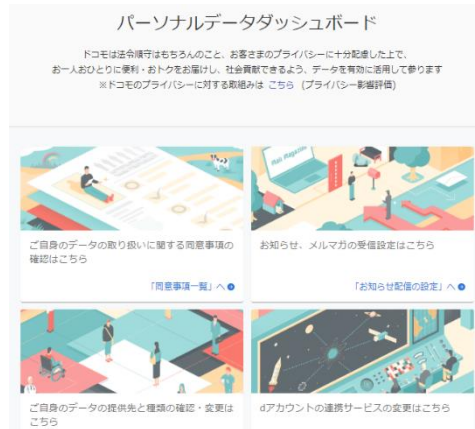 パーソナルデータダッシュボード
ドコモは法令順守はもちろんのこと、お客さまのプライバシーに十分配慮した上で、
お一人おひとりに便利・おトクをお届けし、社会貢献できるよう、データを有効に活用して参ります
※ドコモのプライバシーに対する取組みは こちら (プライバシー影響評価)
Mail Magazine
ご自身のデータの取り扱いに関する同意事項の
確認はこちら
「同意事項一覧」へ
お知らせ、メルマガの受信設定はこちら
「お知らせ配信の設定」へ
ご自身のデータの提供先と種類の確認・変更は
こちら
dアカウントの連携サービスの変更はこちら